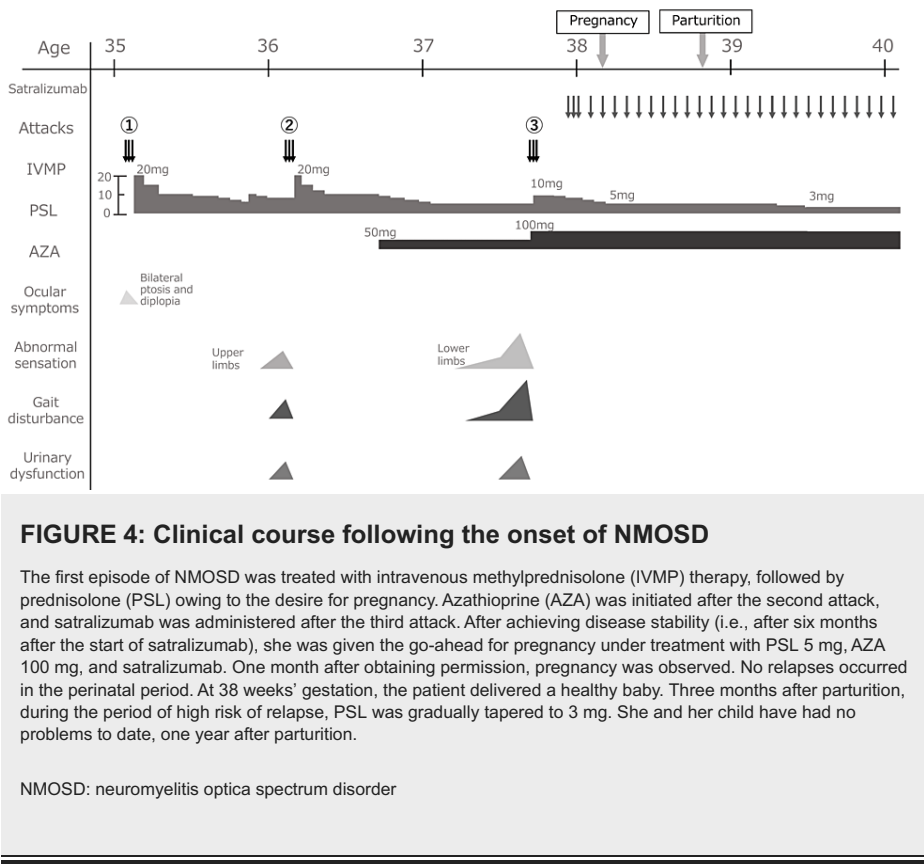 Pregnancy Parturition
Age 35 36 37 38 39 40
Satralizumab
Attacks ① ② ③
IVMP 20mg 20mg
20
10
0
10mg 5mg 3mg
PSL
50mg 100mg
AZA
Ocular
symptoms
Bilateral
ptosis and
diplopia
Abnormal
sensation
Upper
limbs
Lower
limbs
Gait
disturbance
Urinary
dysfunction
FIGURE 4: Clinical course following the onset of NMOSD
The first episode of NMOSD was treated with intravenous methylprednisolone (IVMP) therapy, followed by
prednisolone (PSL) owing to the desire for pregnancy. Azathioprine (AZA) was initiated after the second attack,
and satralizumab was administered after the third attack. After achieving disease stability (i.e., after six months
after the start of satralizumab), she was given the go-ahead for pregnancy under treatment with PSL 5 mg, AZA
100 mg, and satralizumab. One month after obtaining permission, pregnancy was observed. No relapses occurred
in the perinatal period. At 38 weeks' gestation, the patient delivered a healthy baby. Three months after parturition,
during the period of high risk of relapse, PSL was gradually tapered to 3 mg. She and her child have had no
problems to date, one year after parturition.
NMOSD: neuromyelitis optica spectrum disorder